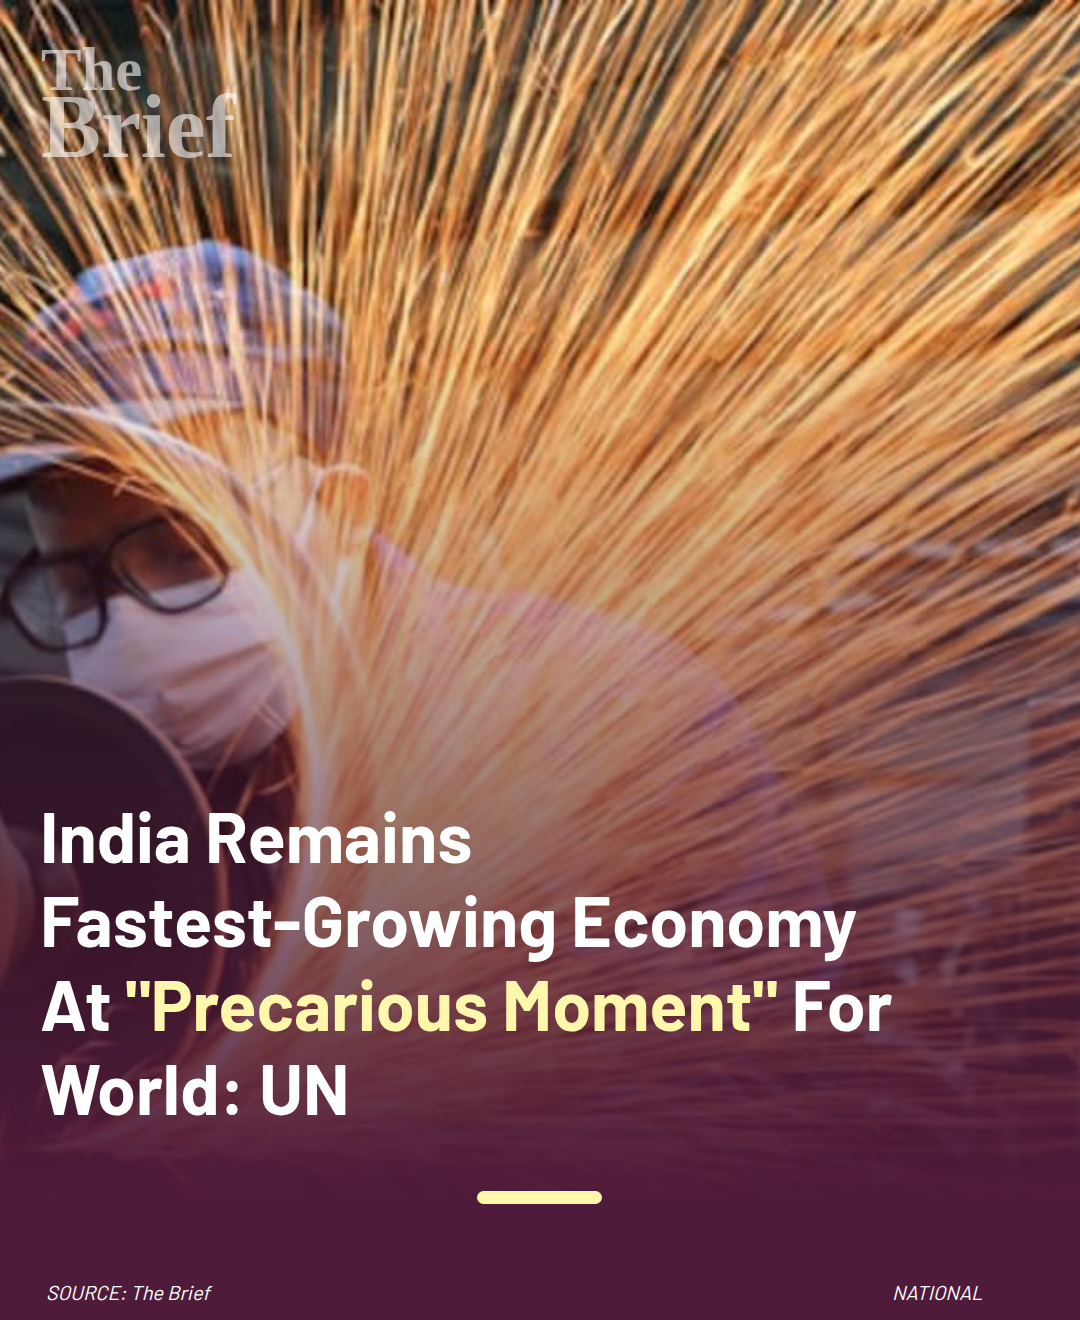 The
Brief
India Remains
Fastest-Growing Economy
At "Precarious Moment" For
World: UN
SOURCE: The Brief
NATIONAL